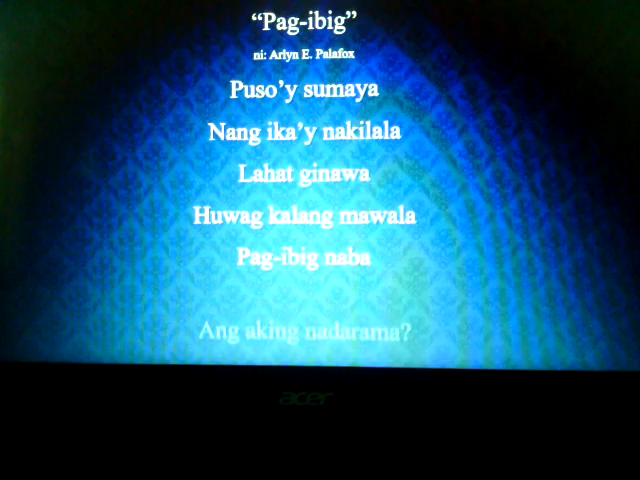 “Pag-ibig”
ni: Arlyn E. Palafox
Puso’y sumaya
Nang ika’y nakilala
Lahat ginawa
Huwag kalang mawala
Pag-ibig naba
Ang aking nadarama?
acer